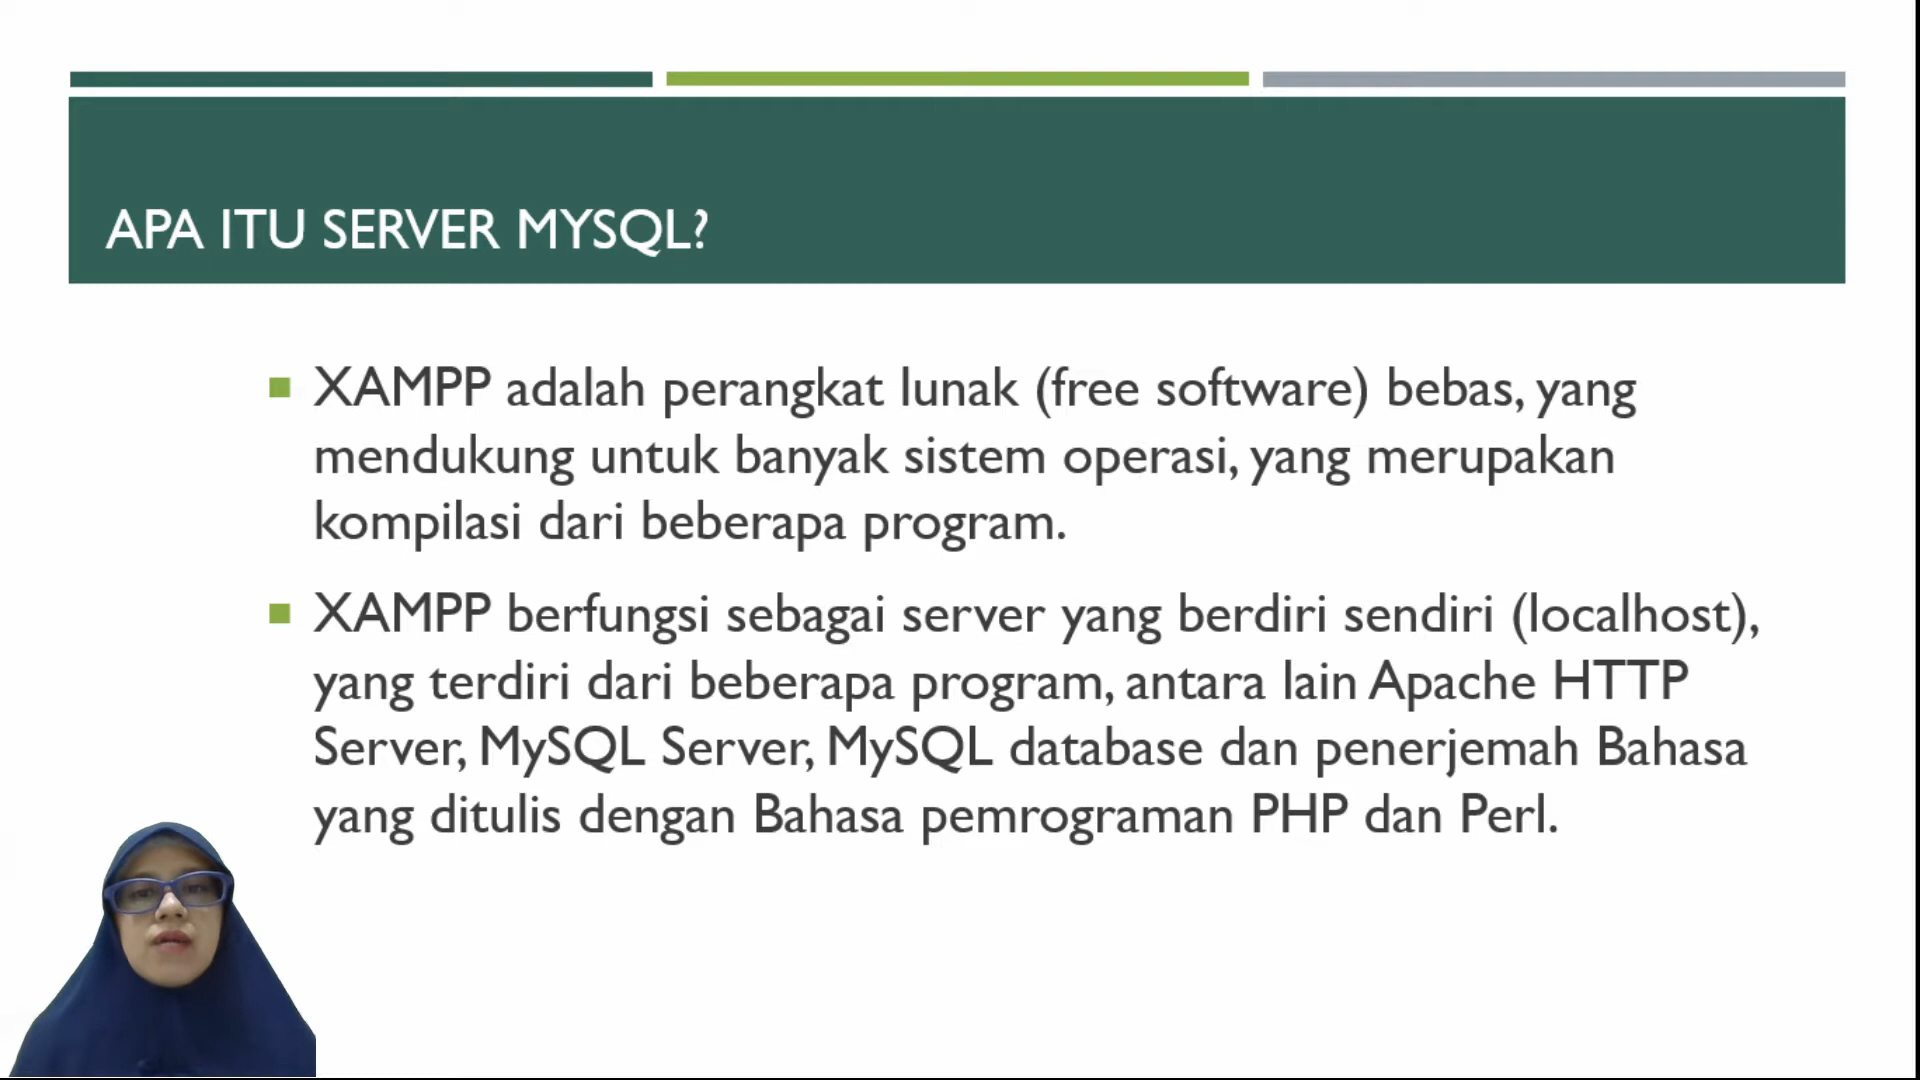 APA ITU SERVER MYSQL?
XAMPP adalah perangkat lunak (free software) bebas, yang
mendukung untuk banyak sistem operasi, yang merupakan
kompilasi dari beberapa program.
XAMPP berfungsi sebagai server yang berdiri sendiri (localhost),
yang terdiri dari beberapa program, antara lain Apache HTTP
Server, MySQL Server, MySQL database dan penerjemah Bahasa
yang ditulis dengan Bahasa pemrograman PHP dan Perl.